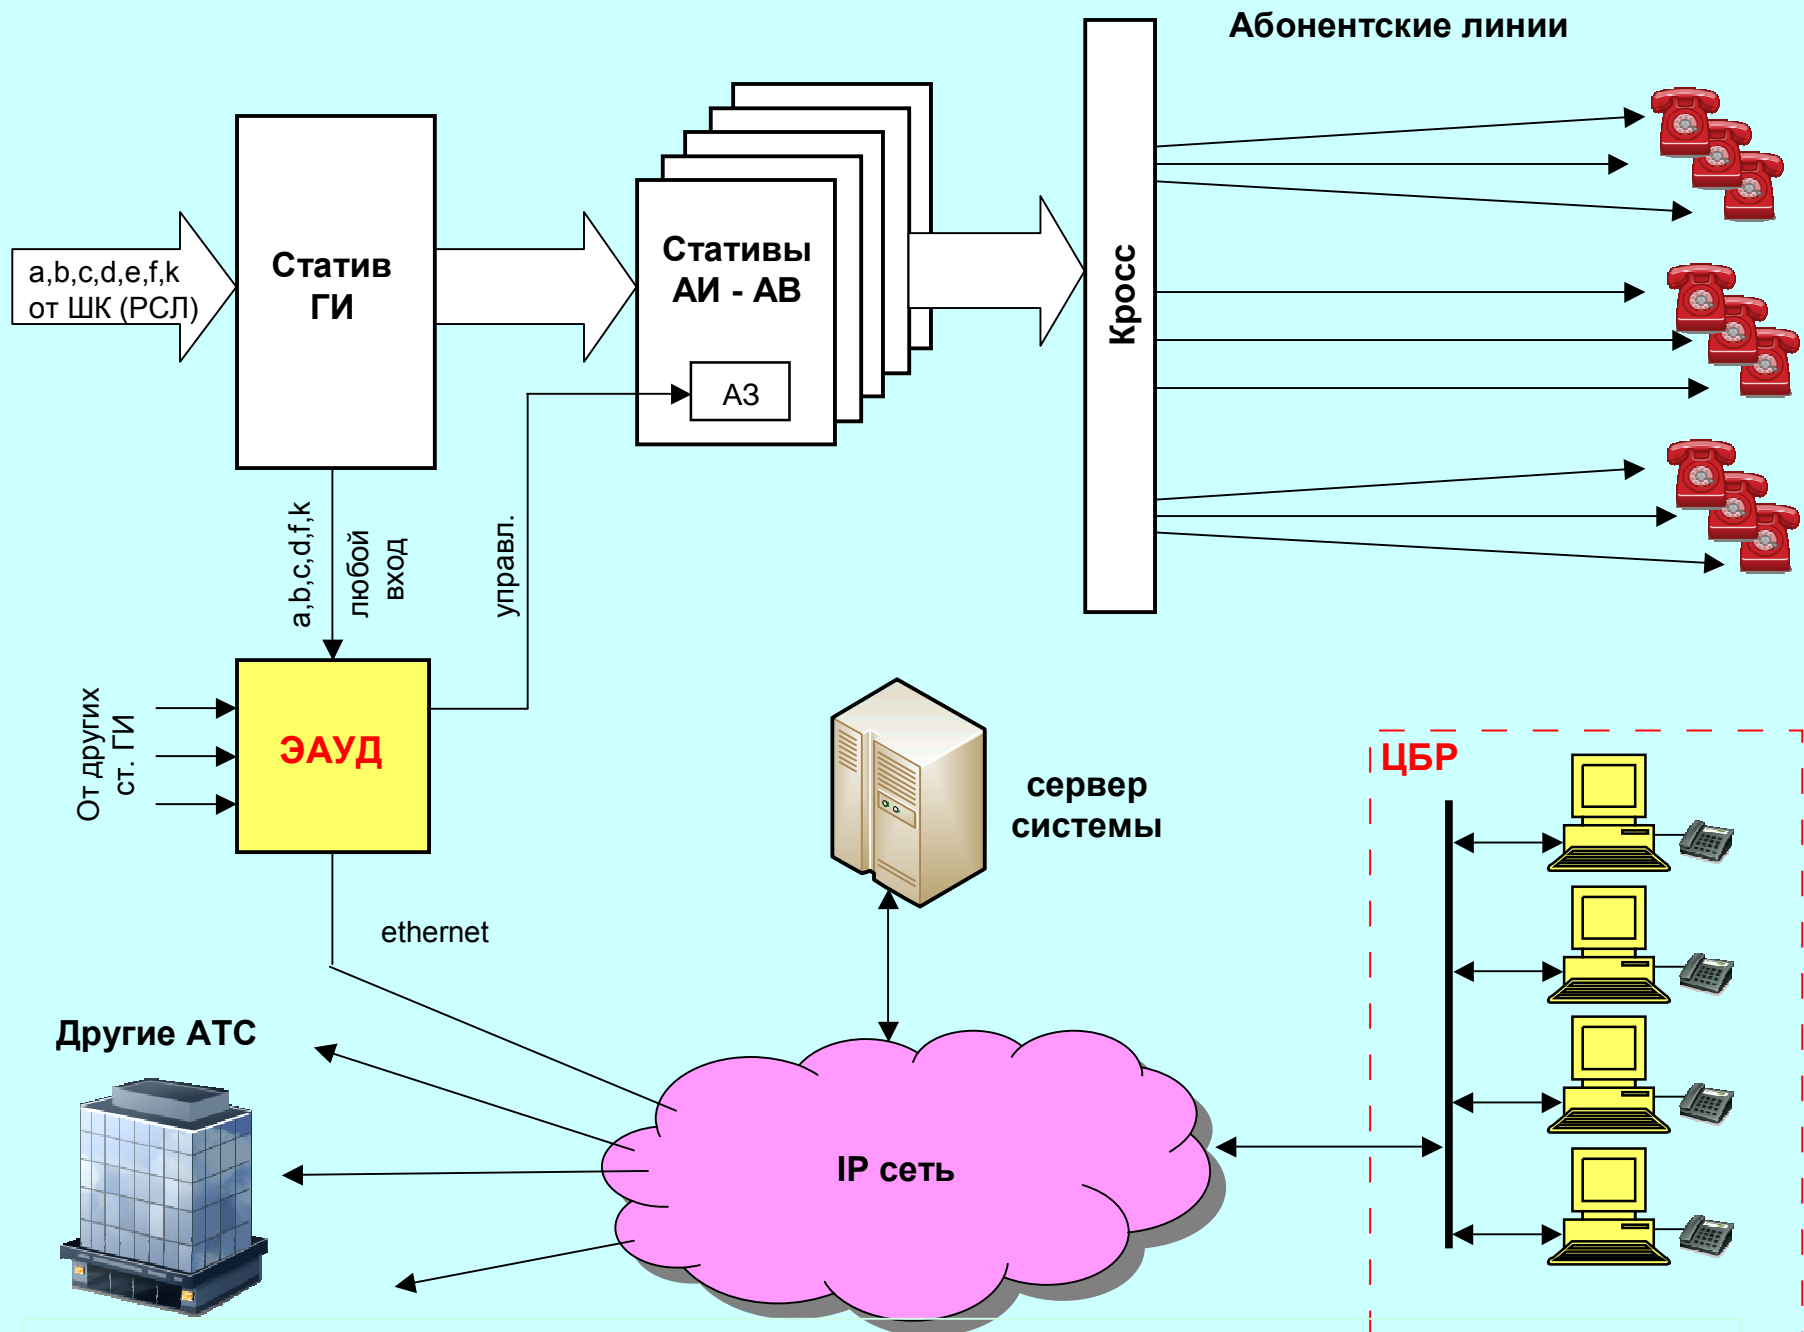 Абонентские линии
a,b,c,d,e,f,k
от ШК (РСЛ)
Статив
ГИ
Стативы
АИ - АВ
АЗ
Кросс
a,b,c,d,f,k
любой
вход
управл.
От других
ст. ГИ
ЭАУД
ethernet
сервер
системы
ЦБР
Другие АТС
IP сеть